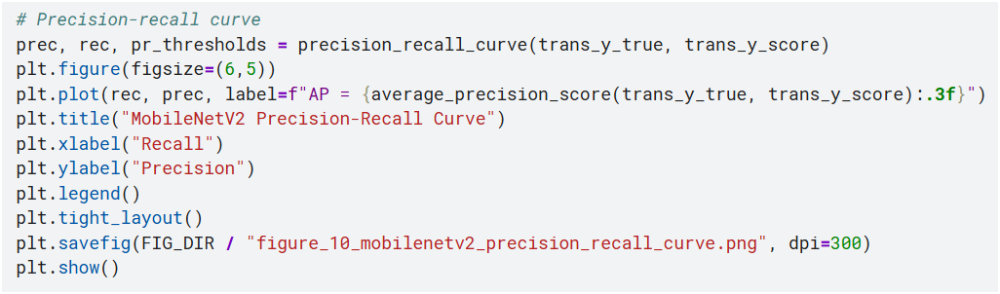 # Precision-recall curve
prec, rec, pr_thresholds = precision_recall_curve(trans_y_true, trans_y_score)
plt.figure(figsize=(6,5))
plt.plot(rec, prec, label=f"AP = {average_precision_score(trans_y_true, trans_y_score):.3f}")
plt.title("MobileNetV2 Precision-Recall Curve")
plt.xlabel("Recall")
plt.ylabel("Precision")
plt.legend()
plt.tight_layout()
plt.savefig(FIG_DIR / "figure_10_mobilenetv2_precision_recall_curve.png", dpi=300)
plt.show()